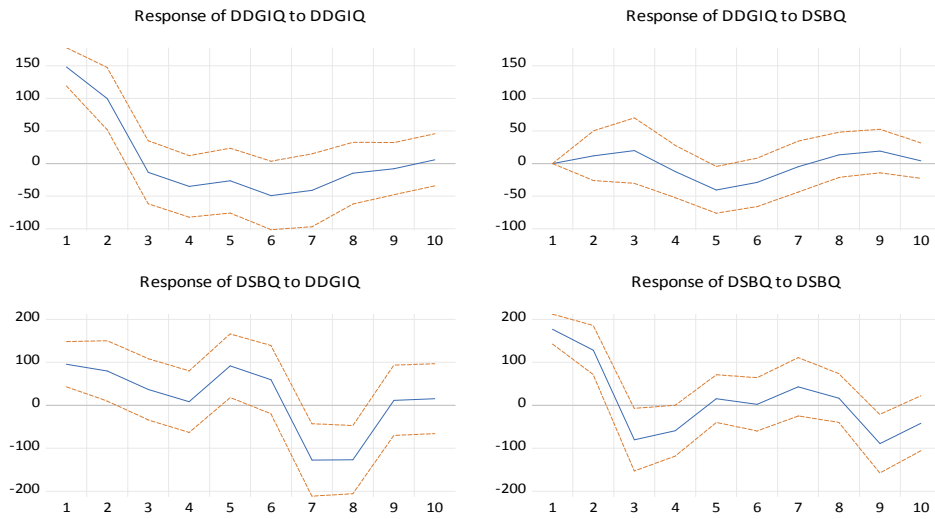 Response of DDGIQ to DDGIQ
150
100
50
0
-50
-100
1 2 3 4 5 6 7 8 9 10
Response of DDGIQ to DSBQ
150
100
50
0
-50
-100
1 2 3 4 5 6 7 8 9 10
Response of DSBQ to DDGIQ
200
100
0
-100
-200
1 2 3 4 5 6 7 8 9 10
Response of DSBQ to DSBQ
200
100
0
-100
-200
1 2 3 4 5 6 7 8 9 10